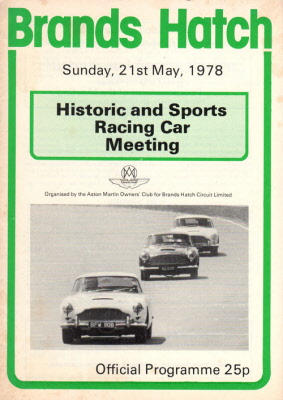 Brands Hatch
Sunday, 21st May, 1978
Historic and Sports
Racing Car
Meeting
Organised by the Aston Martin Owners' Club for Brands Hatch Circuit Limited
Official Programme 25p